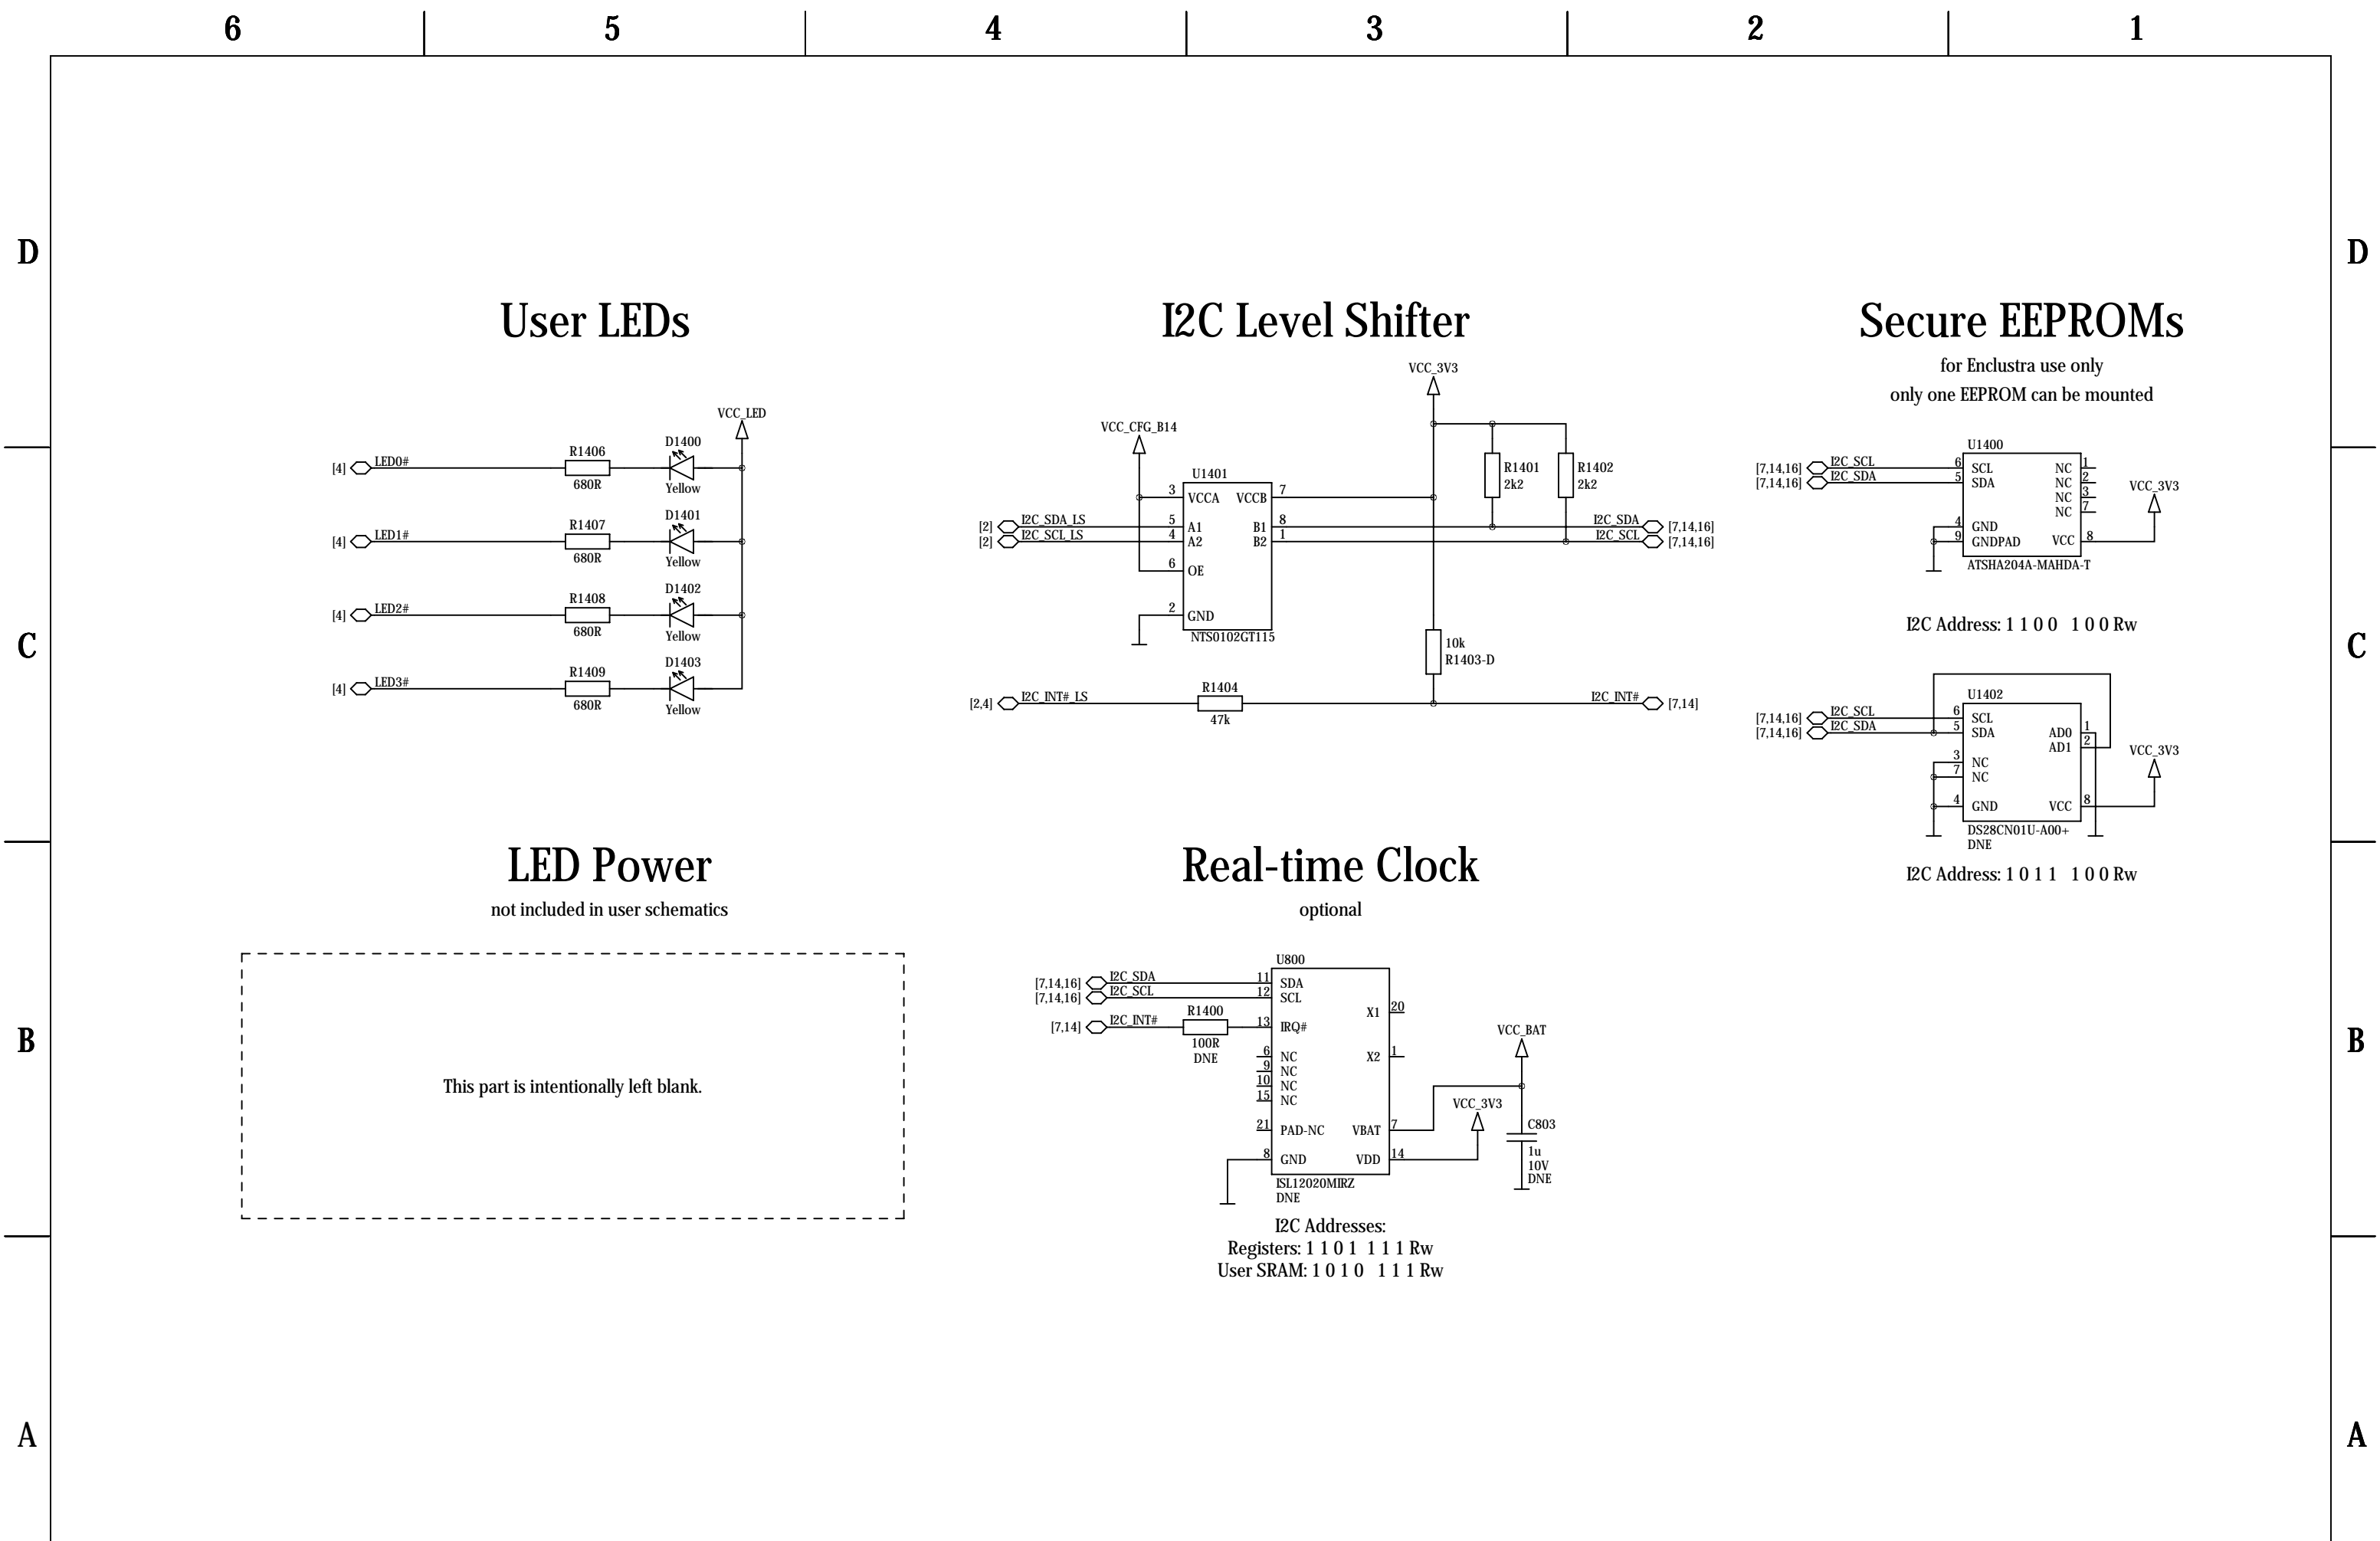 6 5 4 3 2 1
D D
User LEDs
VCC_LED
[4] LED0# R1406 680R D1400 Yellow
[4] LED1# R1407 680R D1401 Yellow
[4] LED2# R1408 680R D1402 Yellow
[4] LED3# R1409 680R D1403 Yellow
I2C Level Shifter
VCC_3V3
VCC_CFG_B14
U1401
R1401 2k2
R1402 2k2
3 VCCA VCCB 7
[2] I2C_SDA_LS 5 A1 B1 8 I2C_SDA [7,14,16]
[2] I2C_SCL_LS 4 A2 B2 1 I2C_SCL [7,14,16]
6 OE
2 GND
NTS0102GT115
10k
R1403-D
[2,4] I2C_INT#_LS R1404 47k I2C_INT# [7,14]
Secure EEPROMs
for Enclustra use only
only one EEPROM can be mounted
U1400
[7,14,16] I2C_SCL 6 SCL NC 1
[7,14,16] I2C_SDA 5 SDA NC 2
NC 3
NC 7
VCC_3V3
4 GND
9 GNDPAD VCC 8
ATSHA204A-MAHDA-T
I2C Address: 1 1 0 0 1 0 0 Rw
U1402
[7,14,16] I2C_SCL 6 SCL
[7,14,16] I2C_SDA 5 SDA AD0 1
AD1 2
VCC_3V3
3 NC
7 NC
4 GND VCC 8
DS28CN01U-A00+
DNE
I2C Address: 1 0 1 1 1 0 0 Rw
C C
LED Power
not included in user schematics
This part is intentionally left blank.
Real-time Clock
optional
U800
[7,14,16] I2C_SDA 11 SDA
[7,14,16] I2C_SCL 12 SCL
X1 20
[7,14] I2C_INT# R1400 100R DNE 13 IRQ#
6 NC X2 1
9 NC
10 NC
15 NC
VCC_BAT
VCC_3V3
21 PAD-NC VBAT 7
8 GND VDD 14
C803
1u
10V
DNE
ISL12020MIRZ
DNE
I2C Addresses:
Registers: 1 1 0 1 1 1 1 Rw
User SRAM: 1 0 1 0 1 1 1 Rw
B B
A A